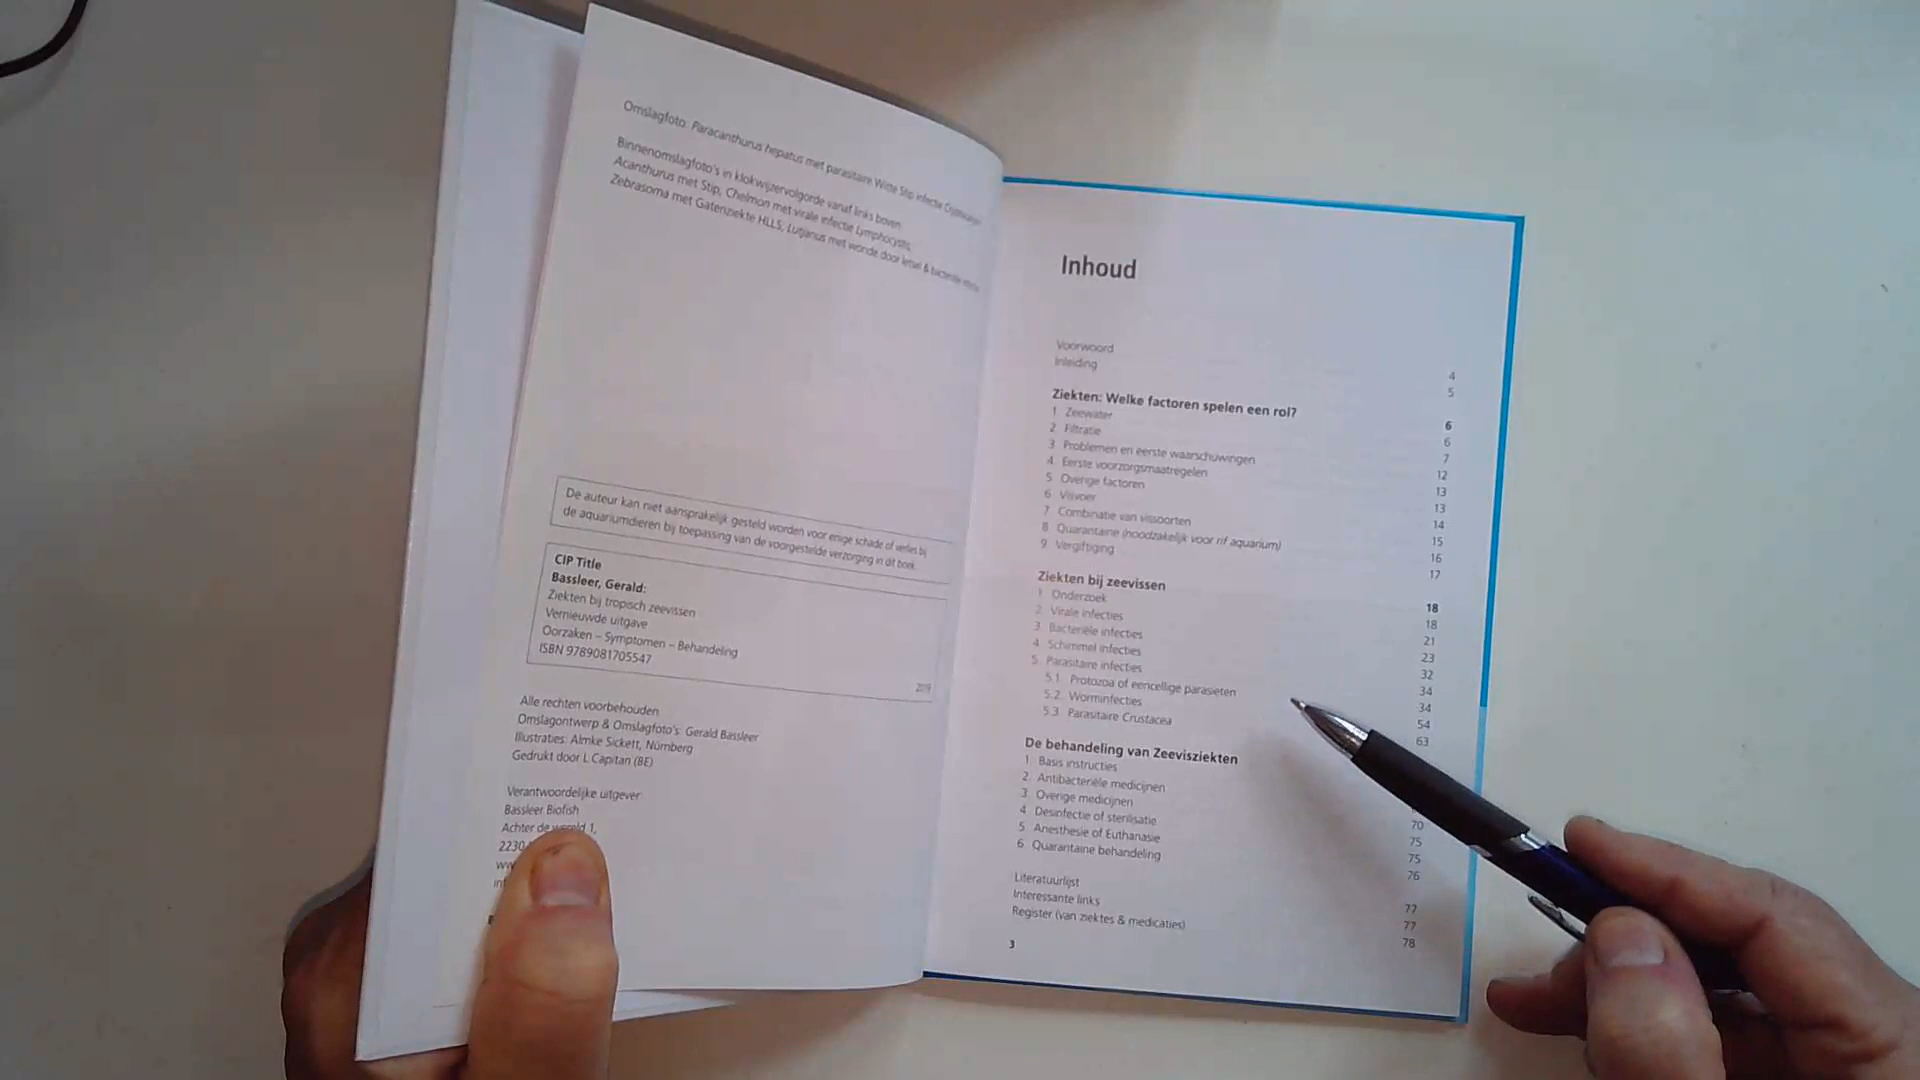 Omslagfoto: Paracanthurus hepatus met parasitaire Witte Stip infectie
Binnenomslagfoto's in klokwijzervolgorde vanaf links boven:
Acanthurus met Stip, Chelmon met virale infectie Lymphocystis,
Zebrasoma met Gatenziekte HLLS, Lutjanus met wonde door letsel & bacteriële
De auteur kan niet aansprakelijk gesteld worden voor enige schade of verlies bij
de aquariumdieren bij toepassing van de voorgestelde verzorging in dit boek.
CIP Title
Bassleer, Gerald:
Ziekten bij tropisch zeevissen
Vernieuwde uitgave
Oorzaken – Symptomen – Behandeling
ISBN 9789081705547
Alle rechten voorbehouden
Omslagontwerp & Omslagfoto's: Gerald Bassleer
Illustraties: Almke Sickett, Nürnberg
Gedrukt door L Capitan (BE)
Verantwoordelijke uitgever:
Bassleer Biofish
Achter de wereld 1,
2230
Inhoud
Voorwoord 4
Inleiding 5
Ziekten: Welke factoren spelen een rol? 6
1 Zeewater 6
2 Filtratie 7
3 Problemen en eerste waarschuwingen 12
4 Eerste voorzorgsmaatregelen 13
5 Overige factoren 13
6 Visvoer 14
7 Combinatie van vissoorten 15
8 Quarantaine (noodzakelijk voor rif aquarium) 16
9 Vergiftiging 17
Ziekten bij zeevissen 18
1 Onderzoek 18
2 Virale infecties 21
3 Bacteriële infecties 23
4 Schimmel infecties 32
5 Parasitaire infecties 34
5.1. Protozoa of eencellige parasieten 34
5.2. Worminfecties 54
5.3 Parasitaire Crustacea 63
De behandeling van Zeevisziekten
1 Basis instructies
2. Antibacteriële medicijnen
3. Overige medicijnen 70
4 Desinfectie of sterilisatie 75
5 Anesthesie of Euthanasie 75
6 Quarantaine behandeling 76
Literatuurlijst 77
Interessante links 77
Register (van ziektes & medicaties) 78
3